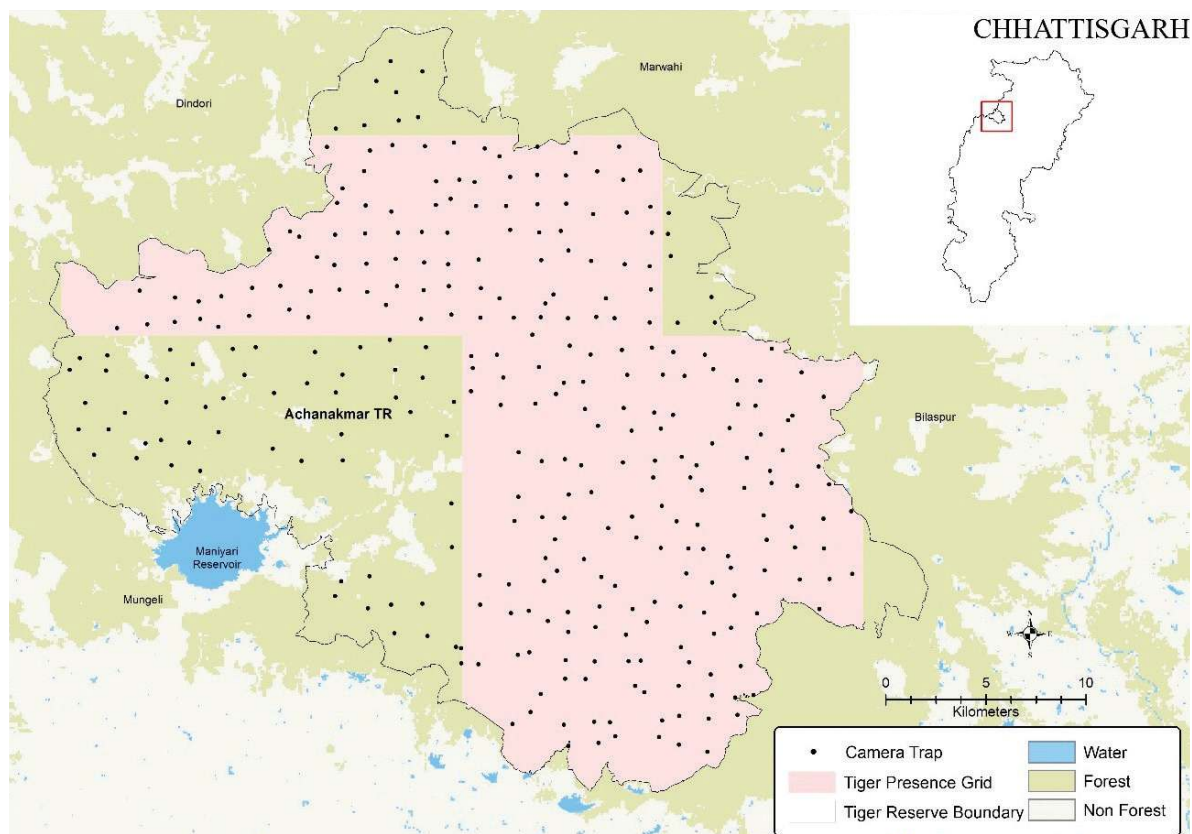 CHHATTISGARH
Marwahi
Dindori
Achanakmar TR
Bilaspur
Maniyari
Reservoir
Mungeli
N
W E
S
0 5 10
Kilometers
Camera Trap
Tiger Presence Grid
Tiger Reserve Boundary
Water
Forest
Non Forest